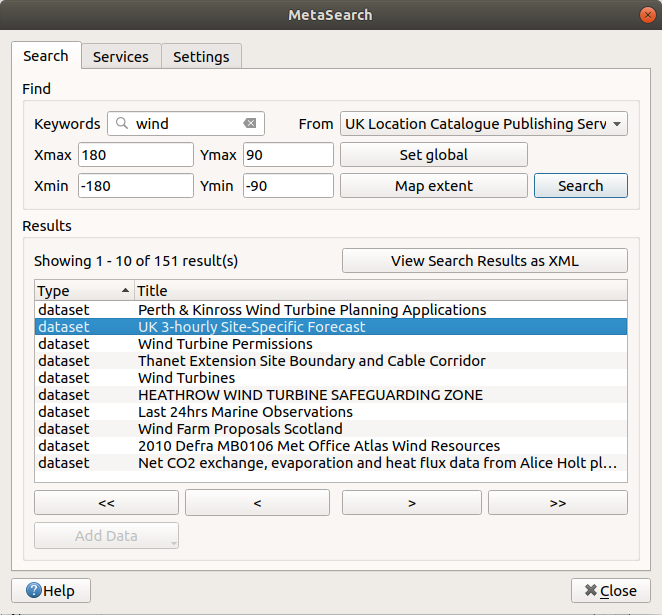 MetaSearch
Search Services Settings
Find
Keywords wind From UK Location Catalogue Publishing Serv
Xmax 180 Ymax 90 Set global
Xmin -180 Ymin -90 Map extent Search
Results
Showing 1 - 10 of 151 result(s) View Search Results as XML
Type Title
dataset Perth & Kinross Wind Turbine Planning Applications
dataset UK 3-hourly Site-Specific Forecast
dataset Wind Turbine Permissions
dataset Thanet Extension Site Boundary and Cable Corridor
dataset Wind Turbines
dataset HEATHROW WIND TURBINE SAFEGUARDING ZONE
dataset Last 24hrs Marine Observations
dataset Wind Farm Proposals Scotland
dataset 2010 Defra MB0106 Met Office Atlas Wind Resources
dataset Net CO2 exchange, evaporation and heat flux data from Alice Holt pl...
<< < > >>
Add Data
Help Close